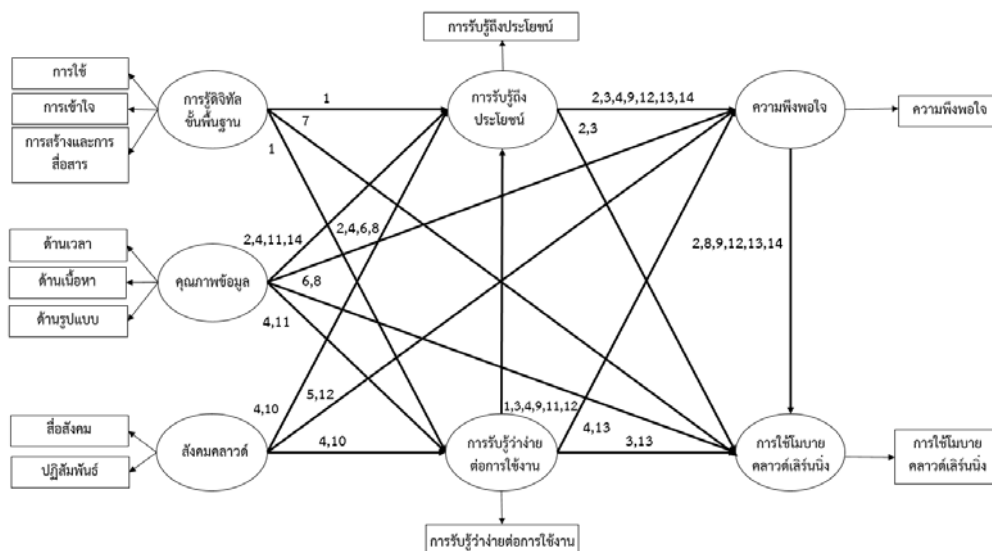 การรับรู้ถึงประโยชน์
การใช้
การเข้าใจ
การสร้างและการ
สื่อสาร
การรู้ดิจิทัล
ขั้นพื้นฐาน
1
7
1
การรับรู้ถึง
ประโยชน์
2,3,4,9,12,13,14
2,3
ความพึงพอใจ
ความพึงพอใจ
ด้านเวลา
ด้านเนื้อหา
ด้านรูปแบบ
คุณภาพข้อมูล
2,4,11,14
2,4,6,8
6,8
4,11
2,8,9,12,13,14
สื่อสังคม
ปฏิสัมพันธ์
สังคมคลาวด์
4,10
5,12
4,10
การรับรู้ว่าง่าย
ต่อการใช้งาน
1,3,4,9,11,12
4,13
3,13
การใช้โมบาย
คลาวด์เลิร์นนิ่ง
การใช้โมบาย
คลาวด์เลิร์นนิ่ง
การรับรู้ว่าง่ายต่อการใช้งาน